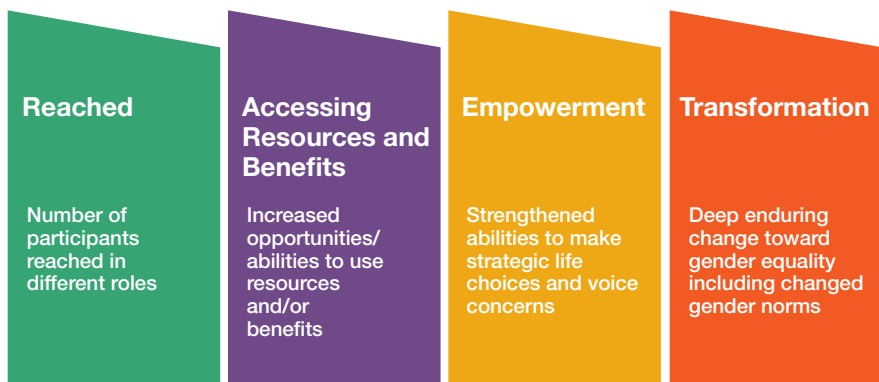 Reached
Number of
participants
reached in
different roles
Accessing
Resources and
Benefits
Increased
opportunities/
abilities to use
resources
and/or
benefits
Empowerment
Strengthened
abilities to make
strategic life
choices and voice
concerns
Transformation
Deep enduring
change toward
gender equality
including changed
gender norms